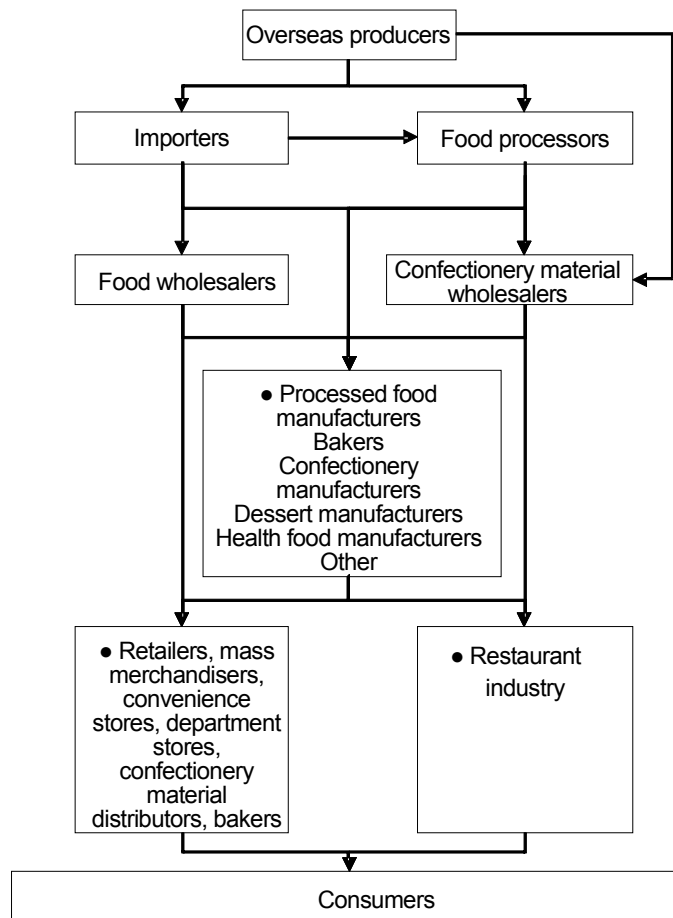 Overseas producers
Importers
Food processors
Food wholesalers
Confectionery material
wholesalers
● Processed food
manufacturers
Bakers
Confectionery
manufacturers
Dessert manufacturers
Health food manufacturers
Other
● Retailers, mass
merchandisers,
convenience
stores, department
stores,
confectionery
material
distributors, bakers
● Restaurant
industry
Consumers